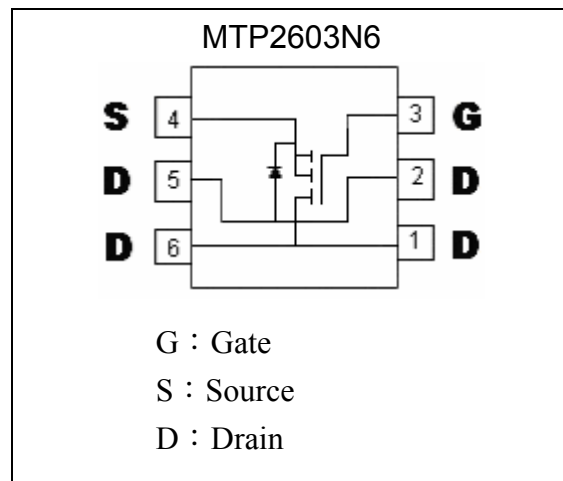 MTP2603N6
S 4 3 G
D 5 2 D
D 6 1 D
G：Gate
S：Source
D：Drain